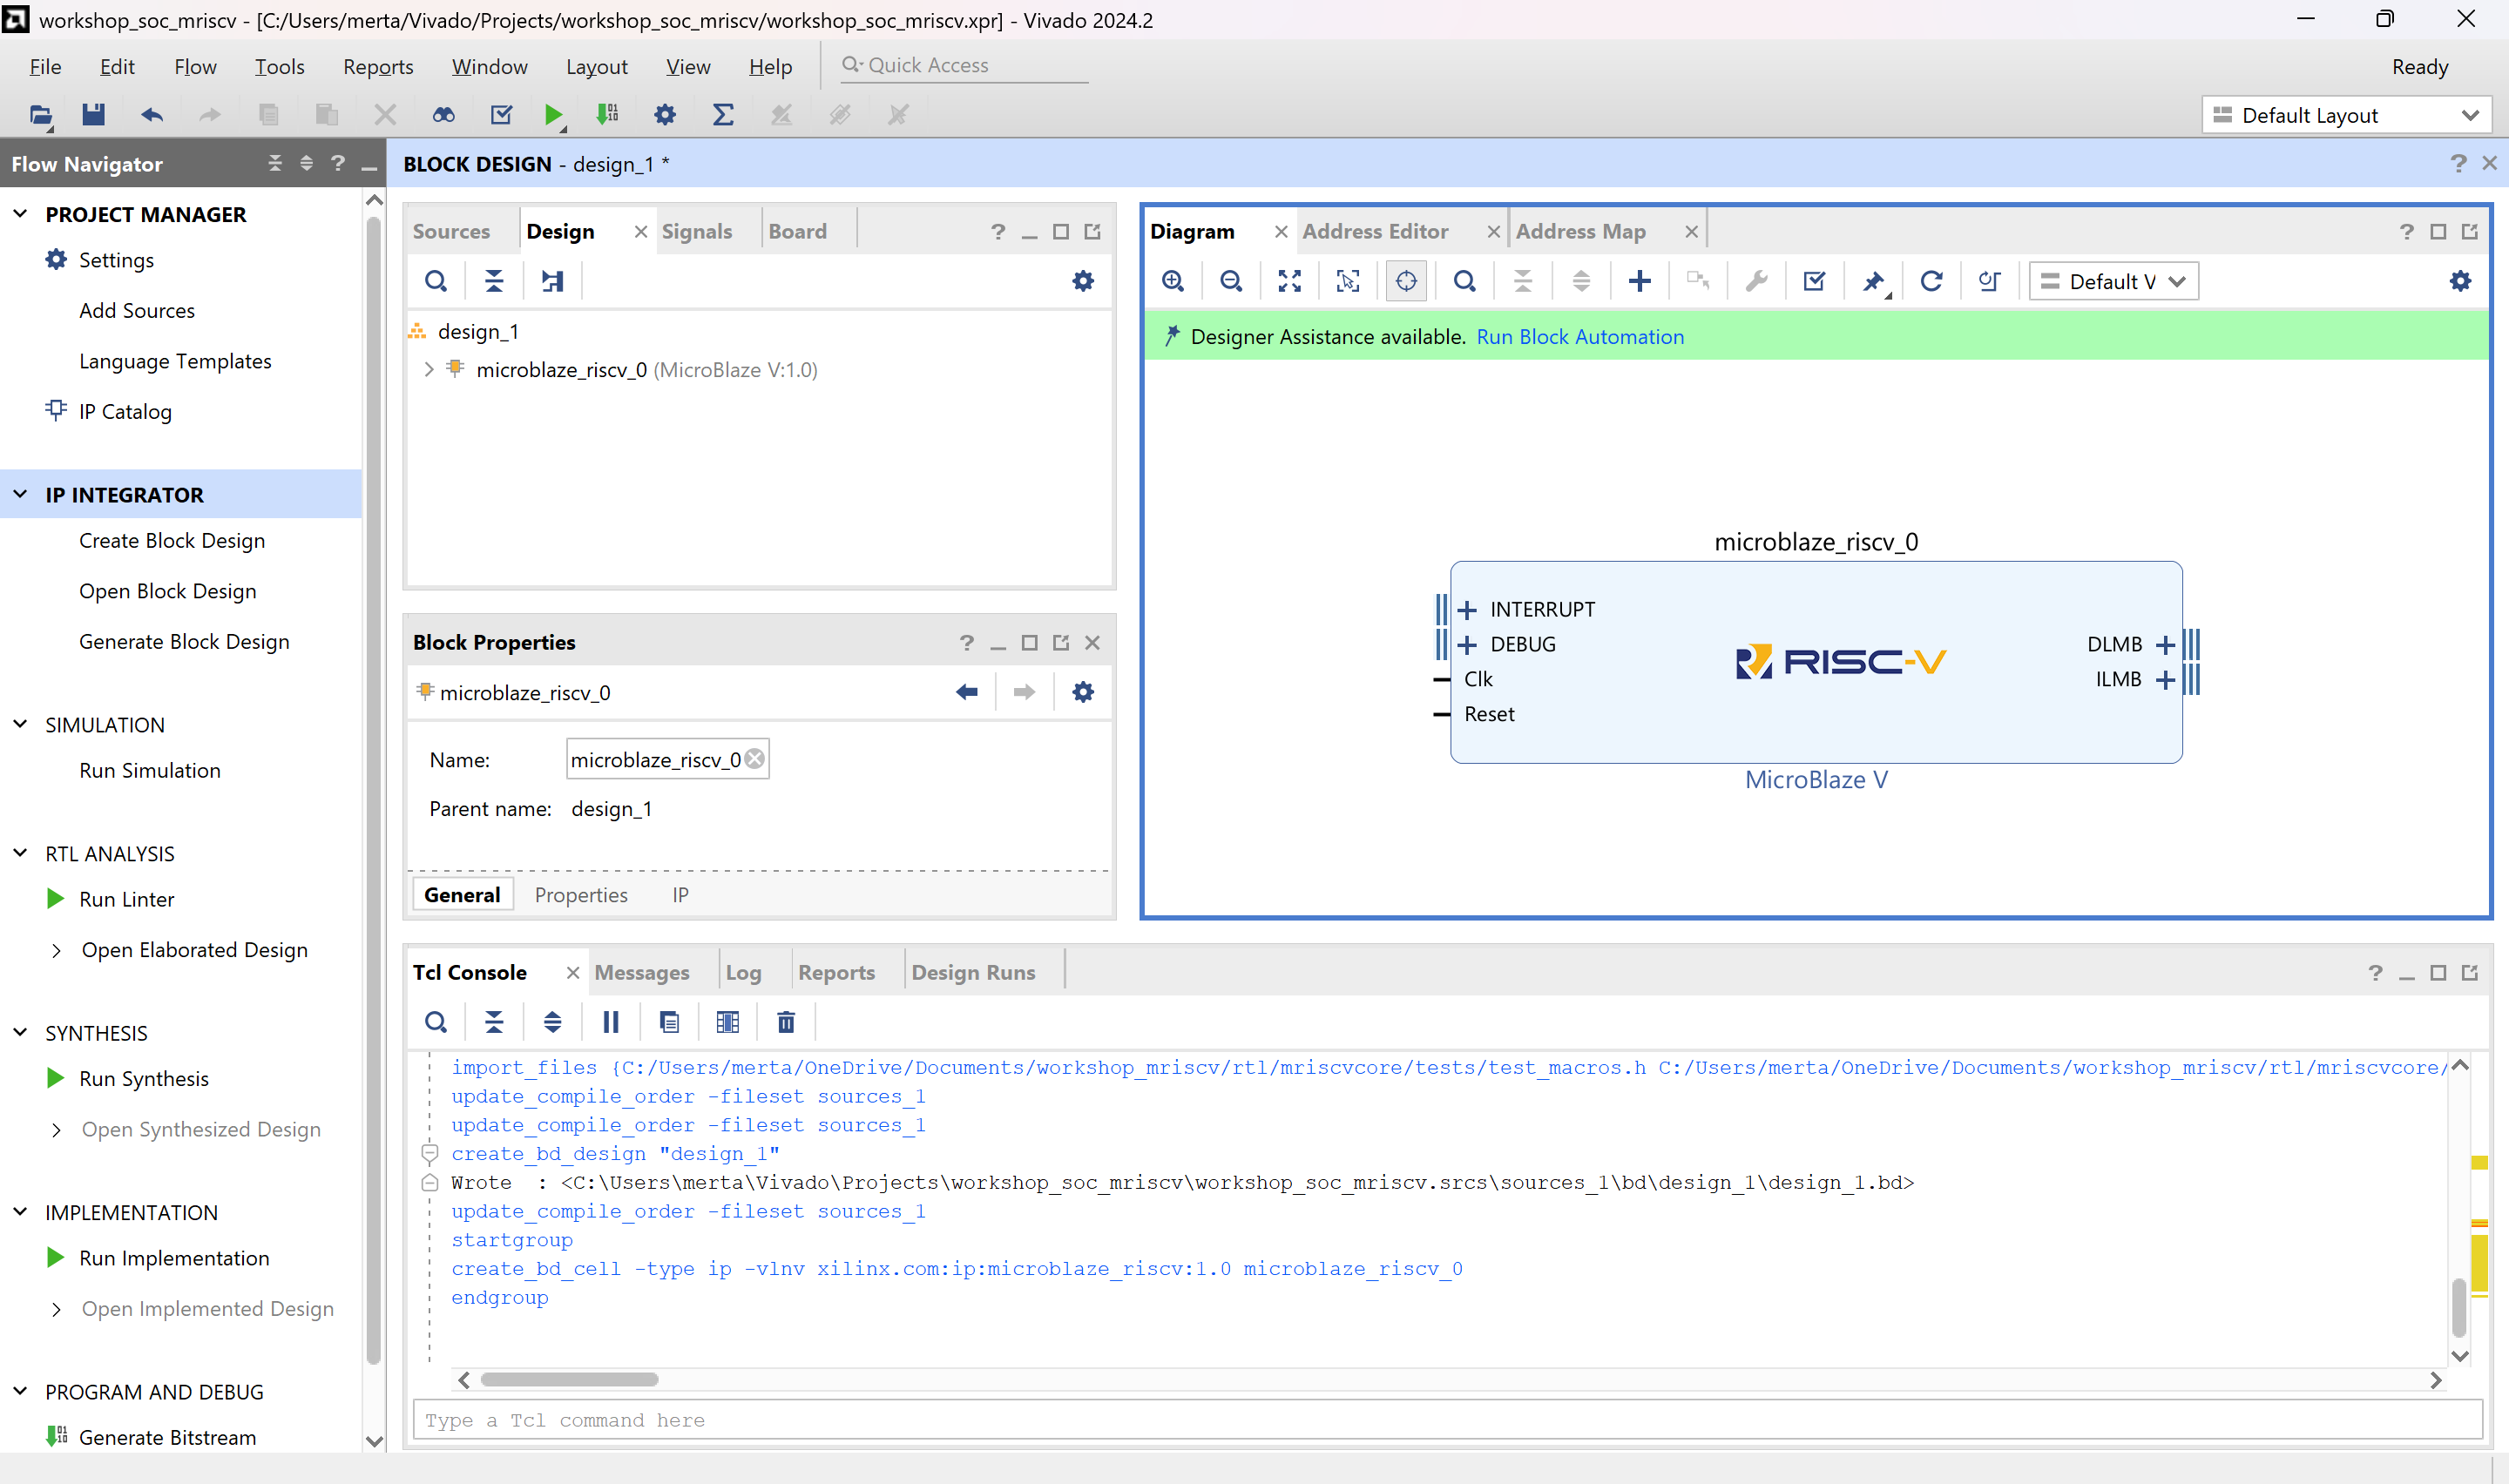 workshop_soc_mriscv - [C:/Users/merta/Vivado/Projects/workshop_soc_mriscv/workshop_soc_mriscv.xpr] - Vivado 2024.2
File Edit Flow Tools Reports Window Layout View Help Quick Access Ready
Default Layout
Flow Navigator
BLOCK DESIGN - design_1 *
PROJECT MANAGER
Settings
Add Sources
Language Templates
IP Catalog
IP INTEGRATOR
Create Block Design
Open Block Design
Generate Block Design
SIMULATION
Run Simulation
RTL ANALYSIS
Run Linter
Open Elaborated Design
SYNTHESIS
Run Synthesis
Open Synthesized Design
IMPLEMENTATION
Run Implementation
Open Implemented Design
PROGRAM AND DEBUG
Generate Bitstream
Sources Design Signals Board
design_1
microblaze_riscv_0 (MicroBlaze V:1.0)
Block Properties
microblaze_riscv_0
Name: microblaze_riscv_0
Parent name: design_1
General Properties IP
Diagram Address Editor Address Map
Default V
Designer Assistance available. Run Block Automation
microblaze_riscv_0
INTERRUPT
DEBUG
Clk
Reset
RISC-V
DLMB
ILMB
MicroBlaze V
Tcl Console Messages Log Reports Design Runs
import_files {C:/Users/merta/OneDrive/Documents/workshop_mriscv/rtl/mriscvcore/tests/test_macros.h C:/Users/merta/OneDrive/Documents/workshop_mriscv/rtl/mriscvcore/
update_compile_order -fileset sources_1
update_compile_order -fileset sources_1
create_bd_design "design_1"
Wrote : <C:\Users\merta\Vivado\Projects\workshop_soc_mriscv\workshop_soc_mriscv.srcs\sources_1\bd\design_1\design_1.bd>
update_compile_order -fileset sources_1
startgroup
create_bd_cell -type ip -vlnv xilinx.com:ip:microblaze_riscv:1.0 microblaze_riscv_0
endgroup
Type a Tcl command here